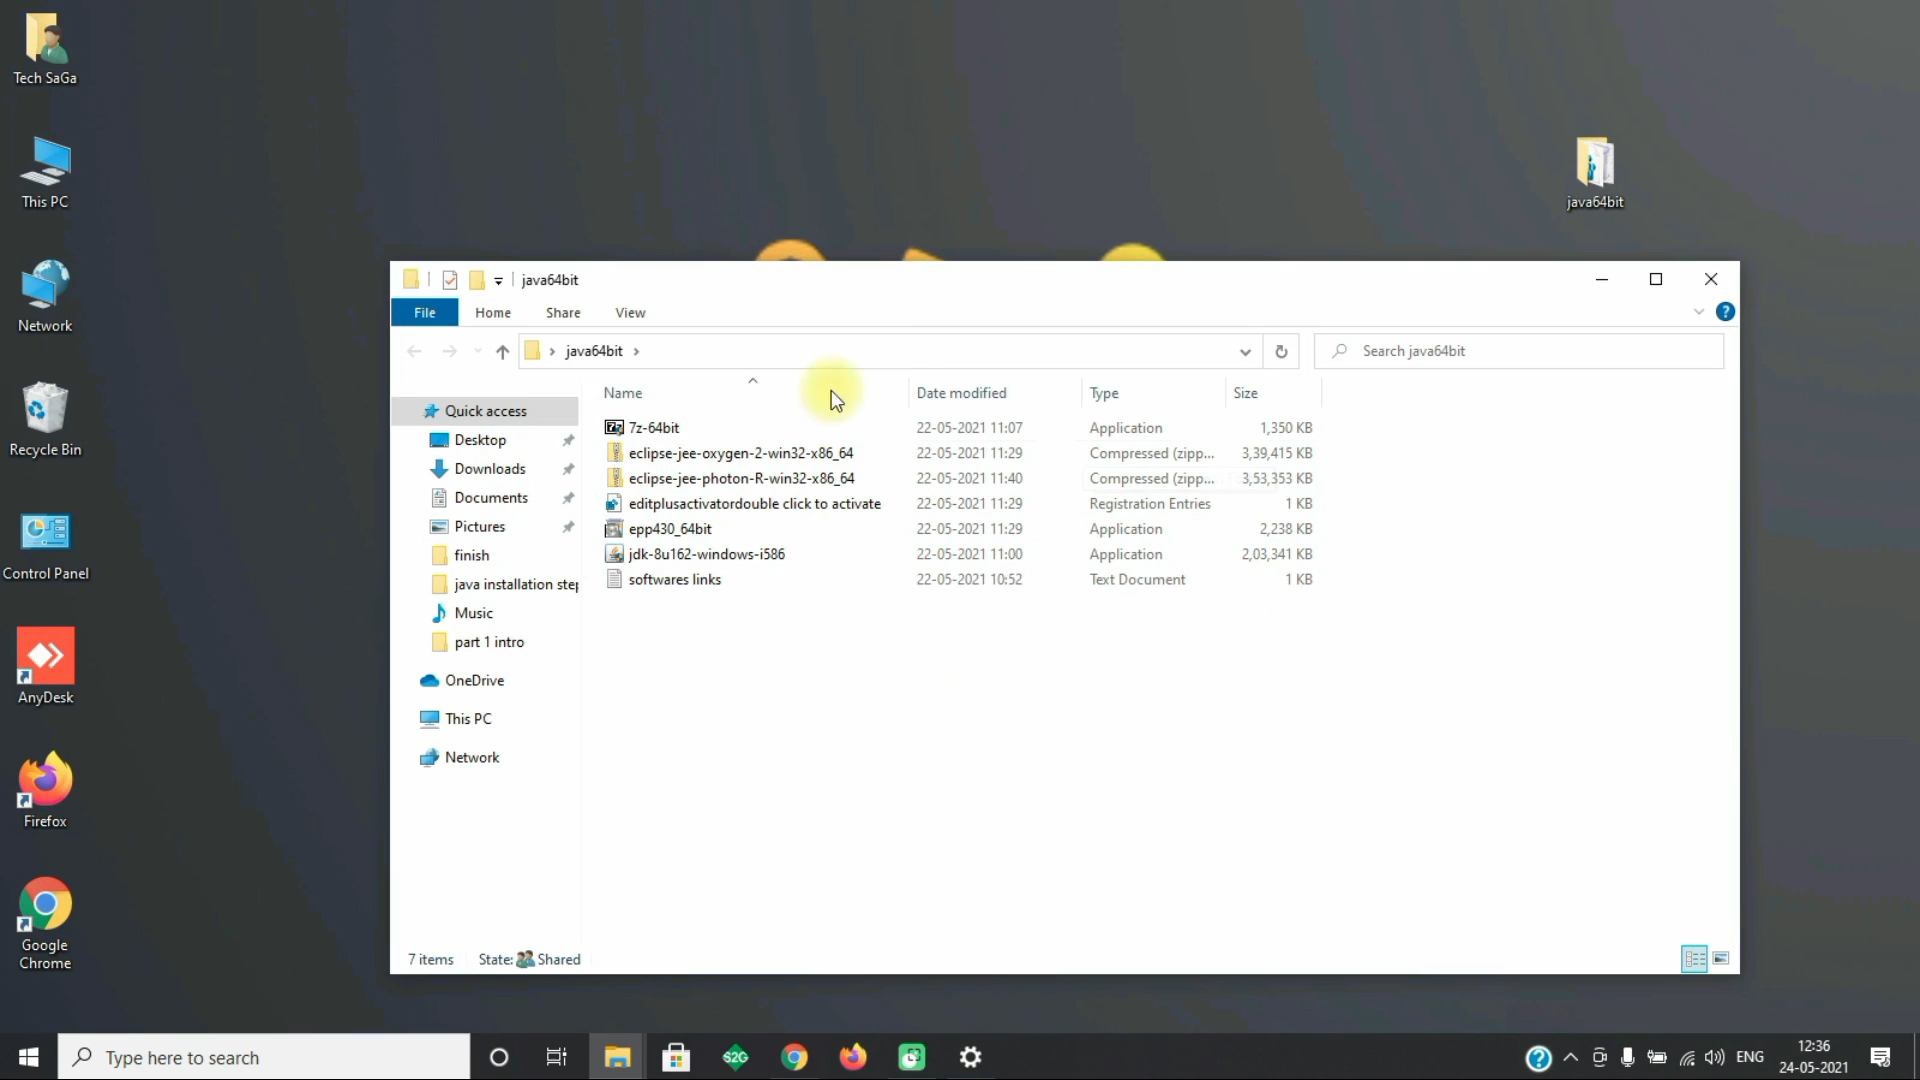 Tech SaGa
This PC
Network
Recycle Bin
Control Panel
AnyDesk
Firefox
Google
Chrome
java64bit
java64bit
File Home Share View
java64bit
Search java64bit
Name Date modified Type Size
7z-64bit 22-05-2021 11:07 Application 1,350 KB
eclipse-jee-oxygen-2-win32-x86_64 22-05-2021 11:29 Compressed (zipp... 3,39,415 KB
eclipse-jee-photon-R-win32-x86_64 22-05-2021 11:40 Compressed (zipp... 3,53,353 KB
editplusactivatordouble click to activate 22-05-2021 11:29 Registration Entries 1 KB
epp430_64bit 22-05-2021 11:29 Application 2,238 KB
jdk-8u162-windows-i586 22-05-2021 11:00 Application 2,03,341 KB
softwares links 22-05-2021 10:52 Text Document 1 KB
Quick access
Desktop
Downloads
Documents
Pictures
finish
java installation step
Music
part 1 intro
OneDrive
This PC
Network
7 items State: Shared
Type here to search
S2G
ENG
12:36
24-05-2021